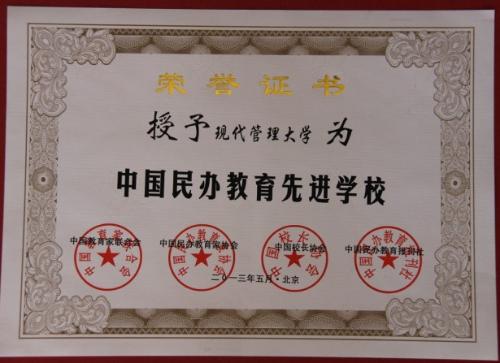 荣誉证书
授予现代管理大学为
中国民办教育先进学校
中国教育家联合会 中国民办教育家协会 中国校长协会 中国民办教育报刊社
二〇一三年五月·北京